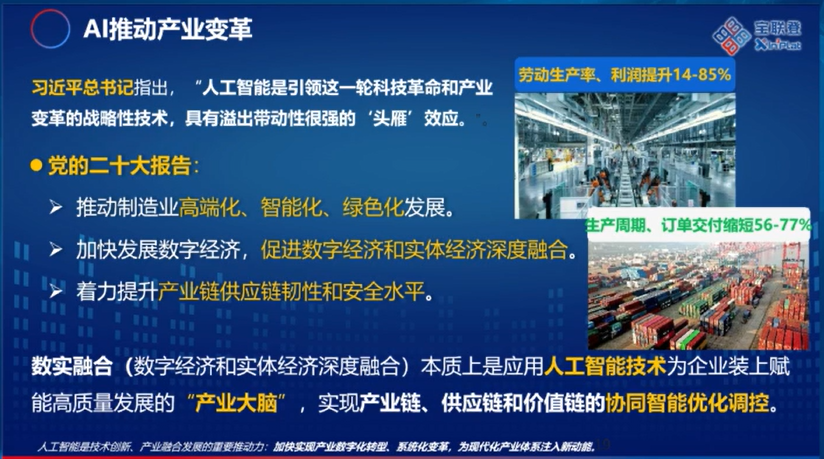 AI推动产业变革
宝联登
XinPlat
习近平总书记指出，“人工智能是引领这一轮科技革命和产业
变革的战略性技术，具有溢出带动性很强的‘头雁’效应。
劳动生产率、利润提升14-85%
党的二十大报告：
推动制造业高端化、智能化、绿色化发展。
生产周期、订单交付缩短56-77%
加快发展数字经济，促进数字经济和实体经济深度融合。
着力提升产业链供应链韧性和安全水平。
数实融合（数字经济和实体经济深度融合）本质上是应用人工智能技术为企业装上赋
能高质量发展的“产业大脑”，实现产业链、供应链和价值链的协同智能优化调控。
人工智能是技术创新、产业融合发展的重要推动力：加快实现产业数字化转型、系统化变革，为现代化产业体系注入新动能。